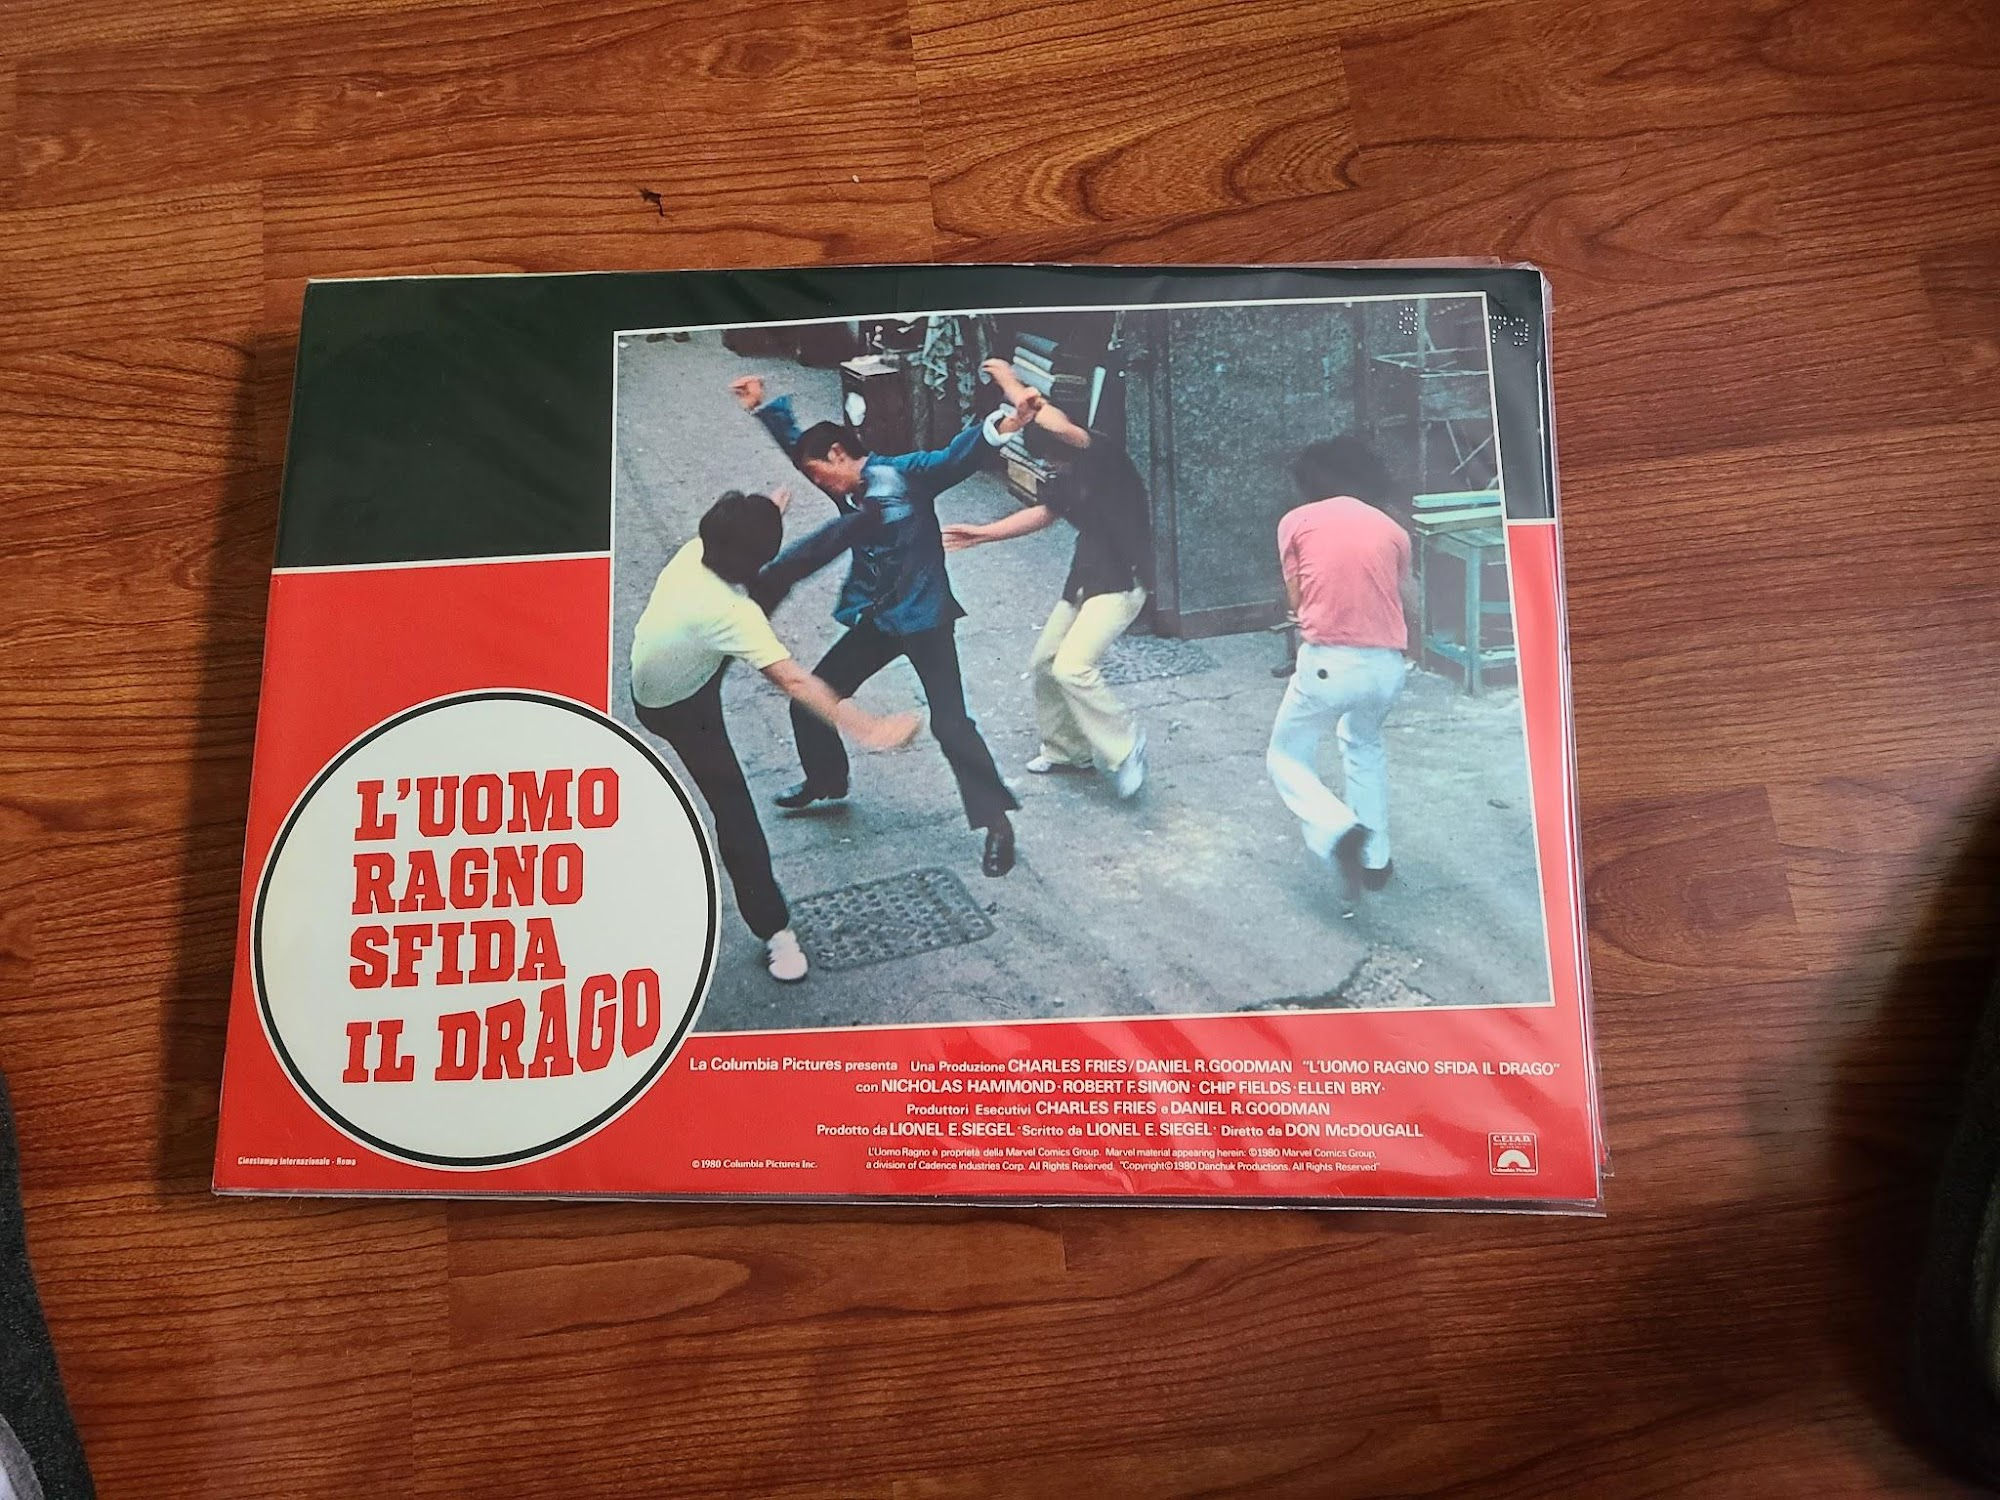 8 79
L'UOMO
RAGNO
SFIDA
IL DRAGO
La Columbia Pictures presenta Una Produzione CHARLES FRIES/DANIEL R.GOODMAN "L'UOMO RAGNO SFIDA IL DRAGO"
con NICHOLAS HAMMOND·ROBERT F.SIMON·CHIP FIELDS·ELLEN BRY·
Produttori Esecutivi CHARLES FRIES e DANIEL R.GOODMAN
Prodotto da LIONEL E.SIEGEL·Scritto da LIONEL E.SIEGEL·Diretto da DON McDOUGALL
L'Uomo Ragno è proprietà della Marvel Comics Group. Marvel material appearing herein: ©1980 Marvel Comics Group,
a division of Cadence Industries Corp. All Rights Reserved. "Copyright©1980 Danchuk Productions. All Rights Reserved"
©1980 Columbia Pictures Inc.
Cinestampa Internazionale - Roma
C.E.I.A.D.
Columbia Pictures